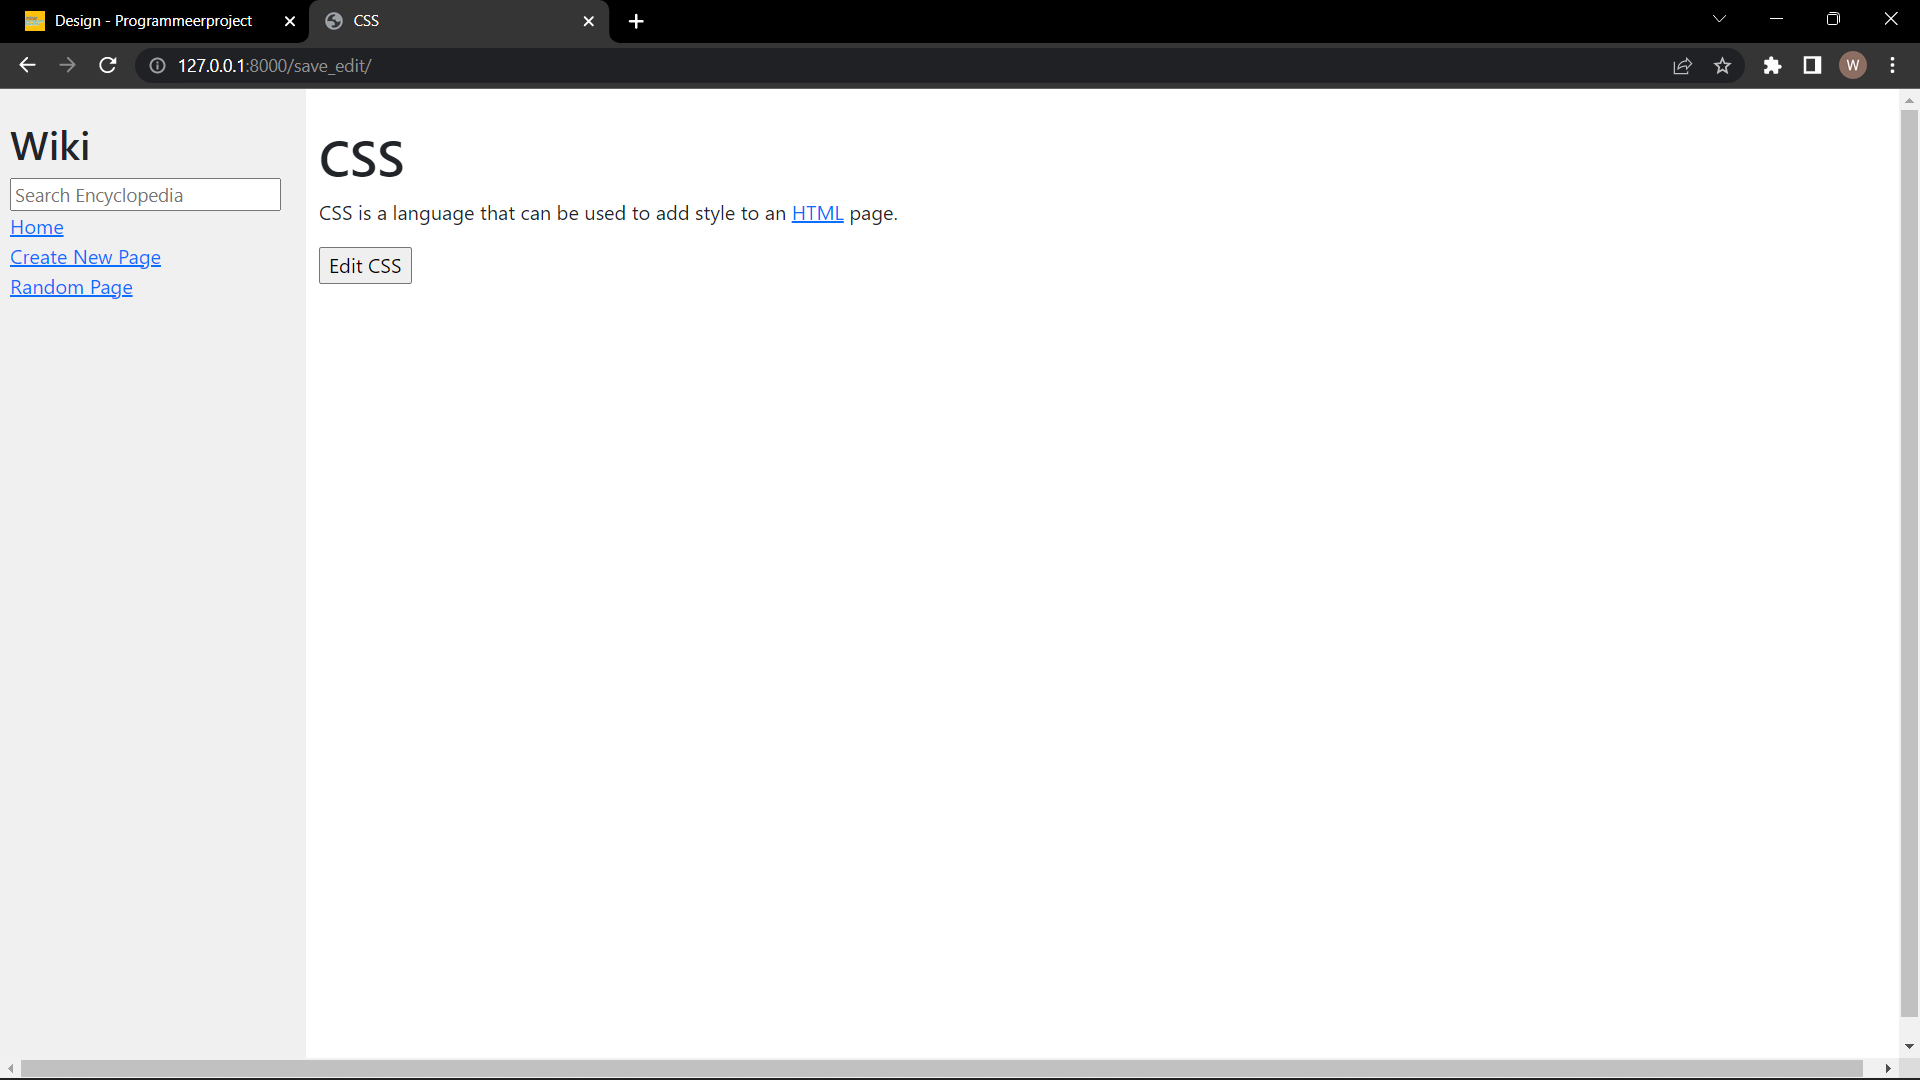 Design - Programmeerproject
CSS
127.0.0.1:8000/save_edit/
W
Wiki
Search Encyclopedia
Home
Create New Page
Random Page
CSS
CSS is a language that can be used to add style to an HTML page.
Edit CSS